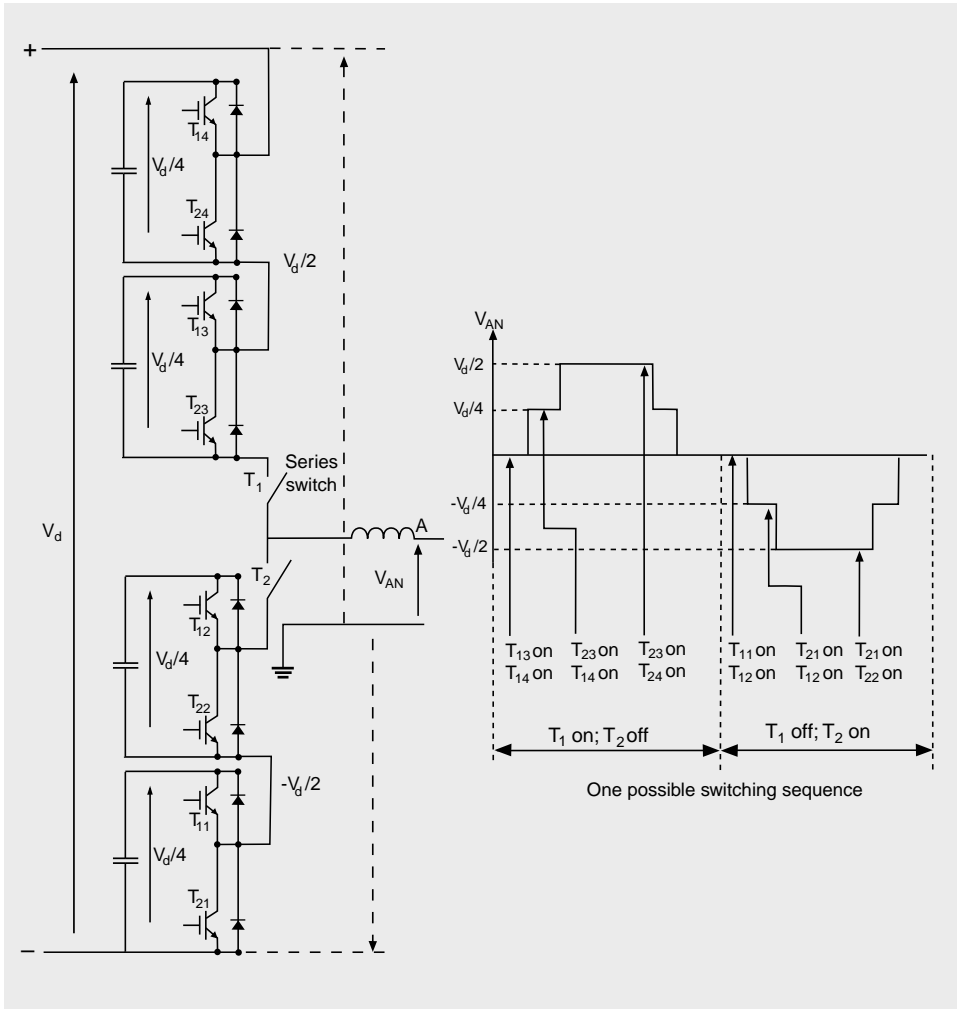 +
T14
Vd/4
T24
Vd/2
T13
Vd/4
T23
T1
Series
switch
A
Vd
T2
VAN
T12
Vd/4
T22
-Vd/2
T11
Vd/4
T21
–
VAN
Vd/2
Vd/4
-Vd/4
-Vd/2
T13 on T23 on T23 on T11 on T21 on T21 on
T14 on T14 on T24 on T12 on T12 on T22 on
T1 on; T2 off T1 off; T2 on
One possible switching sequence